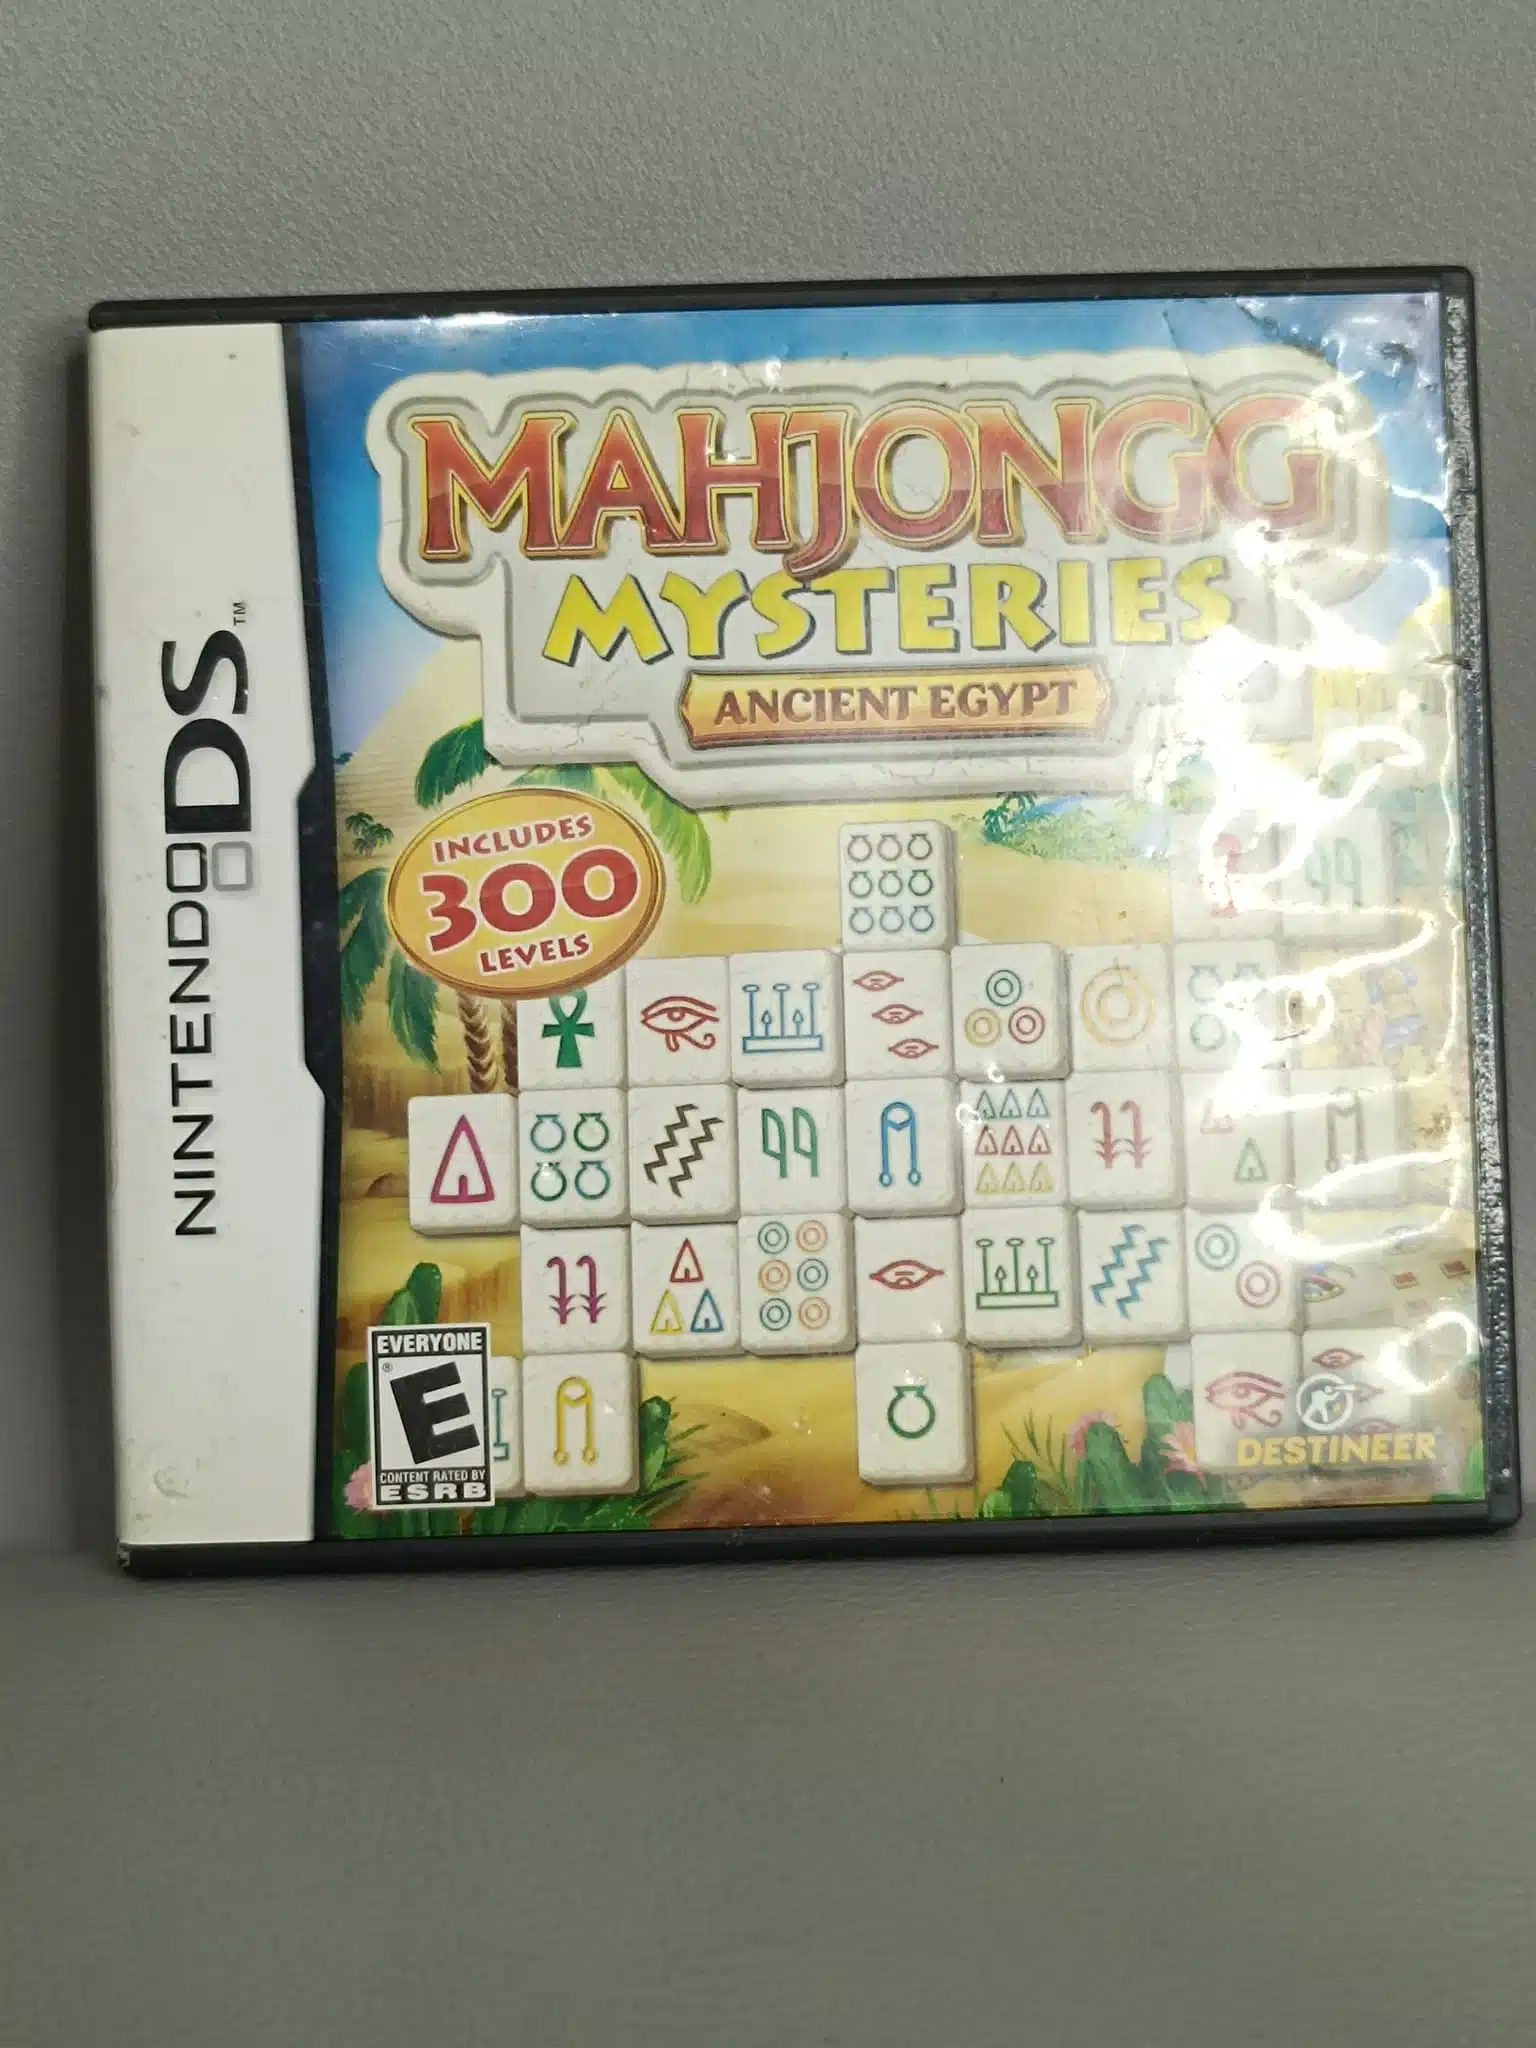 NINTENDO DS™
MAHJONGG
MYSTERIES
ANCIENT EGYPT
INCLUDES
300
LEVELS
EVERYONE
E
®
CONTENT RATED BY
ESRB
DESTINEER